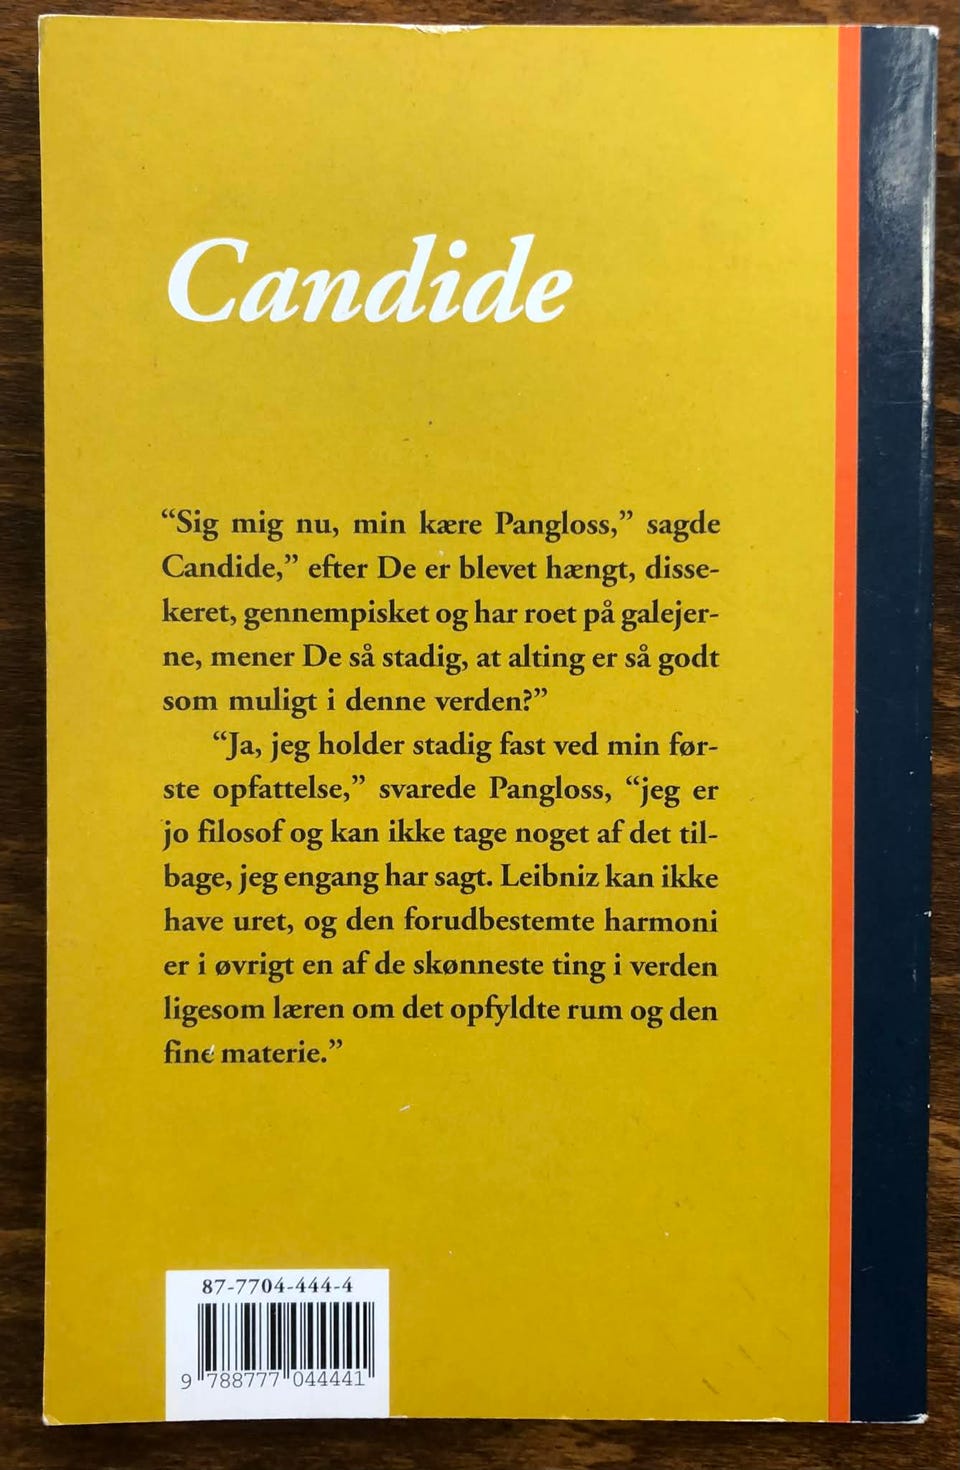 Candide
“Sig mig nu, min kære Pangloss,” sagde
Candide,” efter De er blevet hængt, disse-
keret, gennempisket og har roet på galejer-
ne, mener De så stadig, at alting er så godt
som muligt i denne verden?”
“Ja, jeg holder stadig fast ved min før-
ste opfattelse,” svarede Pangloss, “jeg er
jo filosof og kan ikke tage noget af det til-
bage, jeg engang har sagt. Leibniz kan ikke
have uret, og den forudbestemte harmoni
er i øvrigt en af de skønneste ting i verden
ligesom læren om det opfyldte rum og den
fine materie.”
87-7704-444-4
9 788777 044441